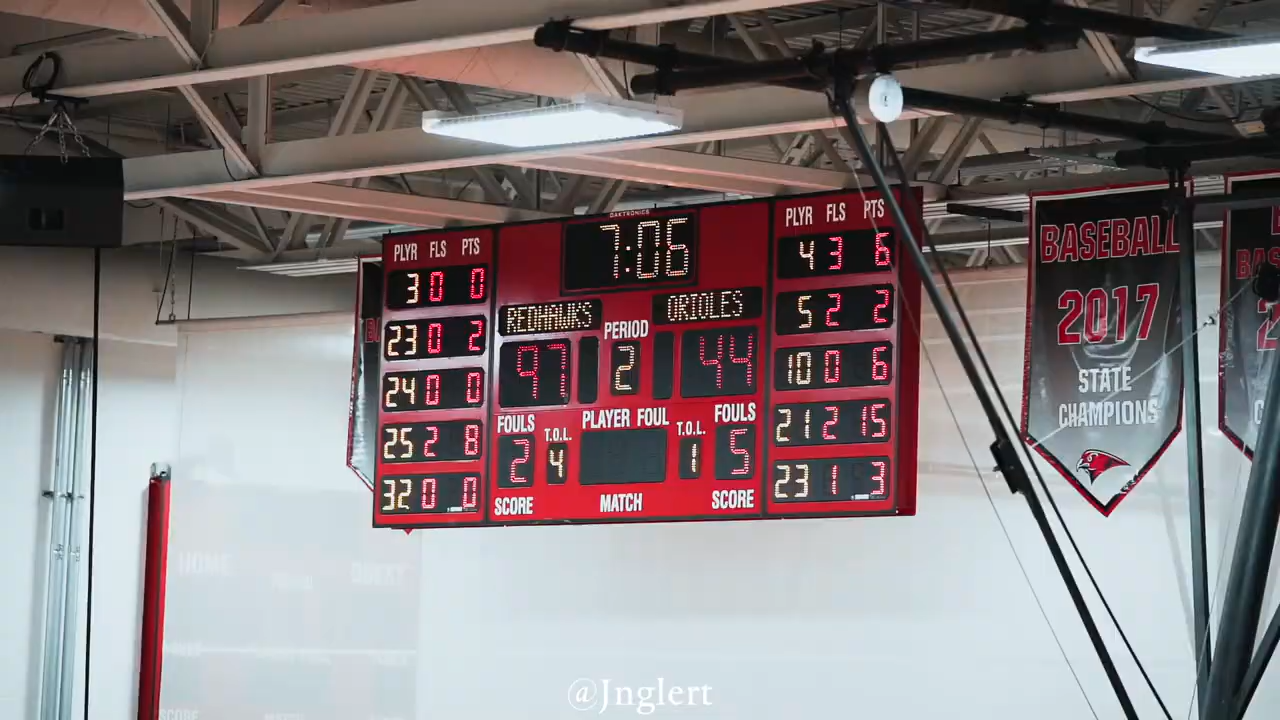 DAKTRONICS
PLYR FLS PTS
3 0 0
23 0 2
24 0 0
25 2 8
32 0 0
7:06
REDHAWKS ORIOLES
PERIOD
97 2 44
FOULS PLAYER FOUL FOULS
T.O.L. T.O.L.
2 4 1 5
SCORE MATCH SCORE
PLYR FLS PTS
4 3 6
5 2 2
10 0 6
21 2 15
23 1 3
BASEBALL
2017
STATE
CHAMPIONS
@Jnglert